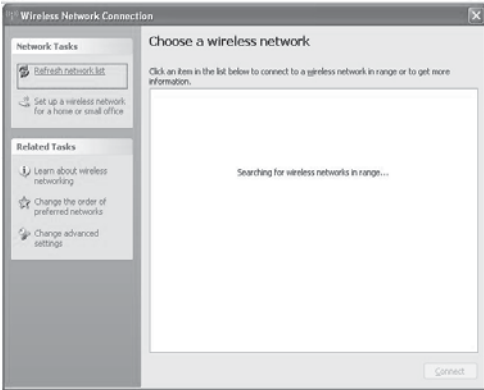 Wireless Network Connection
Network Tasks
Refresh network list
Set up a wireless network
for a home or small office
Related Tasks
Learn about wireless
networking
Change the order of
preferred networks
Change advanced
settings
Choose a wireless network
Click an item in the list below to connect to a wireless network in range or to get more
information.
Searching for wireless networks in range...
Connect